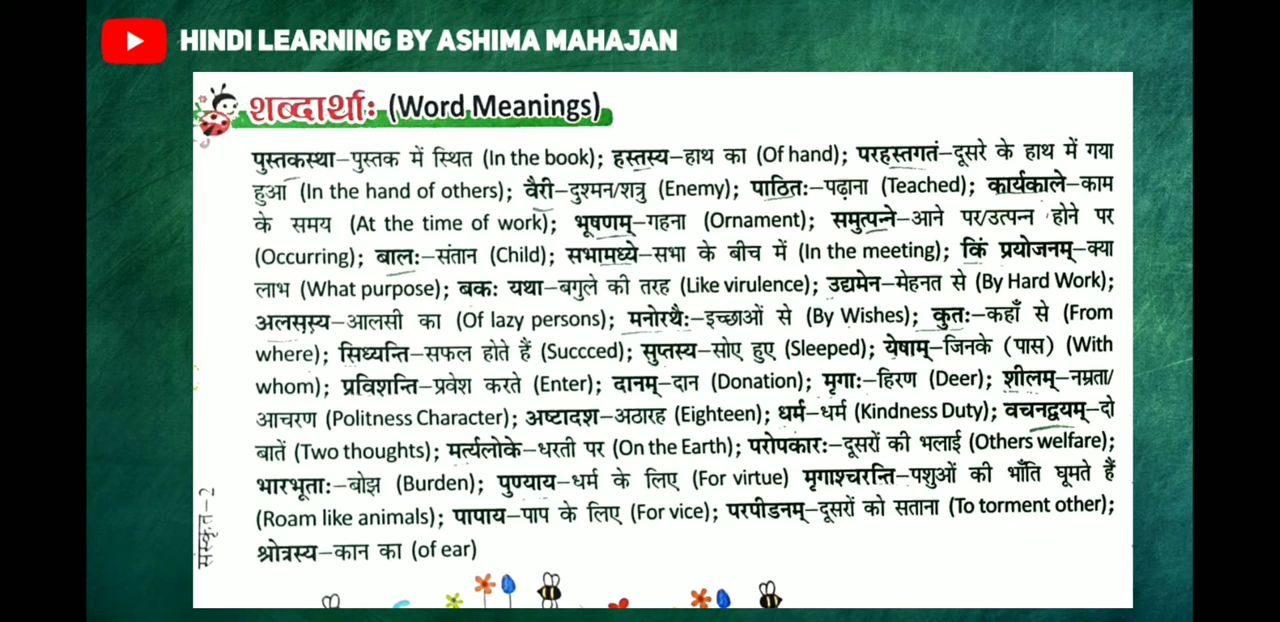 HINDI LEARNING BY ASHIMA MAHAJAN
शब्दार्थाः (Word Meanings)
पुस्तकस्था–पुस्तक में स्थित (In the book); हस्तस्य–हाथ का (Of hand); परहस्तगतं–दूसरे के हाथ में गया
हुआ (In the hand of others); वैरी–दुश्मन/शत्रु (Enemy); पाठितः–पढ़ाना (Teached); कार्यकाले–काम
के समय (At the time of work); भूषणम्–गहना (Ornament); समुत्पन्ने–आने पर/उत्पन्न होने पर
(Occurring); बालः–संतान (Child); सभामध्ये–सभा के बीच में (In the meeting); किं प्रयोजनम्–क्या
लाभ (What purpose); बकः यथा–बगुले की तरह (Like virulence); उद्यमेन–मेहनत से (By Hard Work);
अलसस्य–आलसी का (Of lazy persons); मनोरथैः–इच्छाओं से (By Wishes); कुतः–कहाँ से (From
where); सिध्यन्ति–सफल होते हैं (Succced); सुप्तस्य–सोए हुए (Sleeped); येषाम्–जिनके (पास) (With
whom); प्रविशन्ति–प्रवेश करते (Enter); दानम्–दान (Donation); मृगाः–हिरण (Deer); शीलम्–नम्रता/
आचरण (Politness Character); अष्टादश–अठारह (Eighteen); धर्म–धर्म (Kindness Duty); वचनद्वयम्–दो
बातें (Two thoughts); मर्त्यलोके–धरती पर (On the Earth); परोपकारः–दूसरों की भलाई (Others welfare);
भारभूताः–बोझ (Burden); पुण्याय–धर्म के लिए (For virtue) मृगाश्चरन्ति–पशुओं की भाँति घूमते हैं
(Roam like animals); पापाय–पाप के लिए (For vice); परपीडनम्–दूसरों को सताना (To torment other);
श्रोत्रस्य–कान का (of ear)
संस्कृत–2